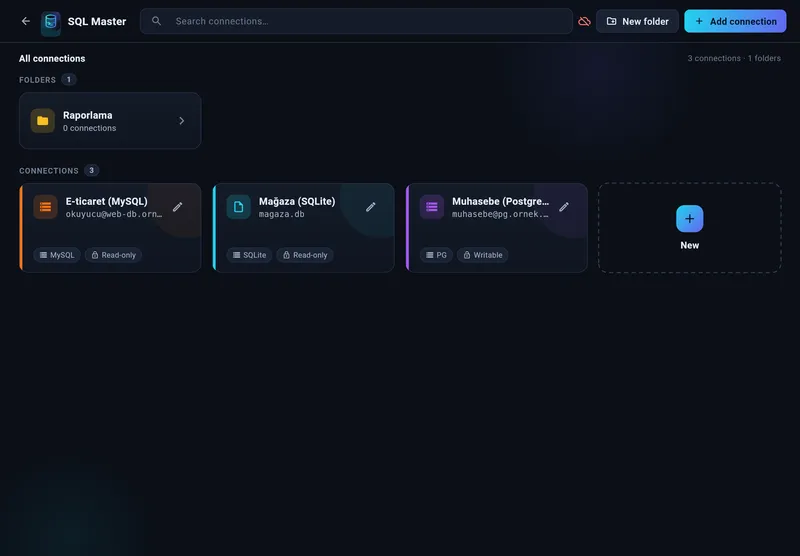 SQL Master
Search connections...
New folder
Add connection
All connections
3 connections · 1 folders
FOLDERS 1
Raporlama
0 connections
CONNECTIONS 3
E-ticaret (MySQL)
okuyucu@web-db.orn…
MySQL
Read-only
Mağaza (SQLite)
magaza.db
SQLite
Read-only
Muhasebe (Postgre…
muhasebe@pg.ornek.…
PG
Writable
New